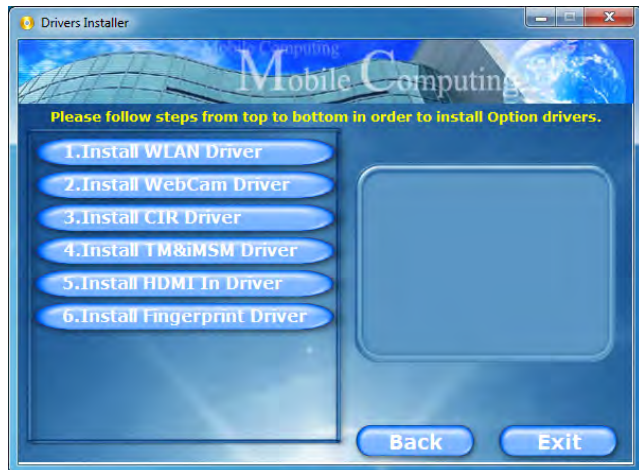 Drivers Installer
Mobile Computing
Mobile Computing
Please follow steps from top to bottom in order to install Option drivers.
1.Install WLAN Driver
2.Install WebCam Driver
3.Install CIR Driver
4.Install TM&iMSM Driver
5.Install HDMI In Driver
6.Install Fingerprint Driver
Back
Exit